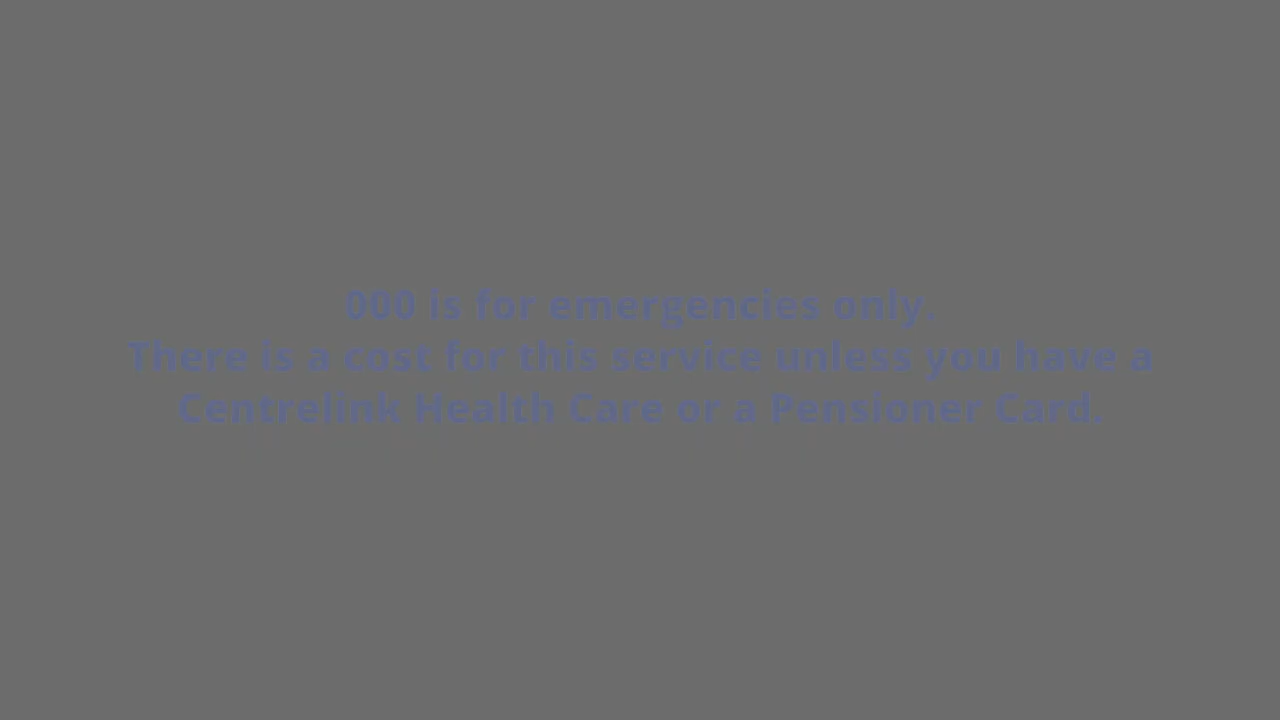 000 is for emergencies only.
There is a cost for this service unless you have a
Centrelink Health Care or a Pensioner Card.